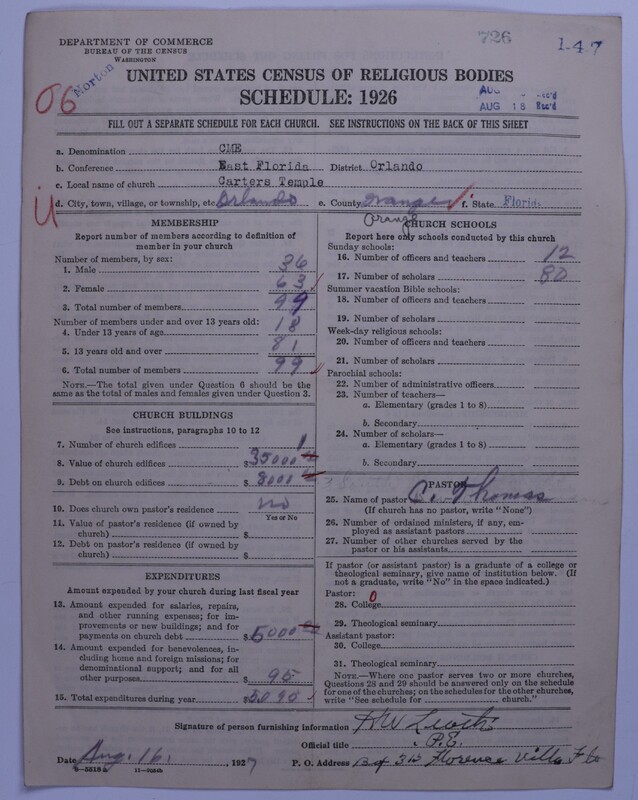 726
1-47
DEPARTMENT OF COMMERCE
BUREAU OF THE CENSUS
WASHINGTON
Norton
06
UNITED STATES CENSUS OF RELIGIOUS BODIES
SCHEDULE: 1926
AUG Rec'd
AUG 18 Rec'd
FILL OUT A SEPARATE SCHEDULE FOR EACH CHURCH. SEE INSTRUCTIONS ON THE BACK OF THIS SHEET
a. Denomination CME
b. Conference East Florida District Orlando
c. Local name of church Carters Temple
d. City, town, village, or township, etc. Orlando e. County Orange f. State Florida
Orange
MEMBERSHIP
Report number of members according to definition of
member in your church
Number of members, by sex:
1. Male 36
2. Female 63
3. Total number of members 99
Number of members under and over 13 years old:
4. Under 13 years of age 18
5. 13 years old and over 81
6. Total number of members 99
NOTE.—The total given under Question 6 should be the
same as the total of males and females given under Question 3.
CHURCH BUILDINGS
See instructions, paragraphs 10 to 12
7. Number of church edifices 1
8. Value of church edifices $35000
9. Debt on church edifices $8001
10. Does church own pastor's residence no
Yes or No
11. Value of pastor's residence (if owned by
church) $
12. Debt on pastor's residence (if owned by
church) $
EXPENDITURES
Amount expended by your church during last fiscal year
13. Amount expended for salaries, repairs,
and other running expenses; for im-
provements or new buildings; and for
payments on church debt $5000
14. Amount expended for benevolences, in-
cluding home and foreign missions; for
denominational support; and for all
other purposes $95
15. Total expenditures during year $5095
CHURCH SCHOOLS
Report here only schools conducted by this church
Sunday schools:
16. Number of officers and teachers 12
17. Number of scholars 80
Summer vacation Bible schools:
18. Number of officers and teachers
19. Number of scholars
Week-day religious schools:
20. Number of officers and teachers
21. Number of scholars
Parochial schools:
22. Number of administrative officers
23. Number of teachers—
a. Elementary (grades 1 to 8)
b. Secondary
24. Number of scholars—
a. Elementary (grades 1 to 8)
b. Secondary
PASTOR
25. Name of pastor C. Thomas
(If church has no pastor, write "None")
26. Number of ordained ministers, if any, em-
ployed as assistant pastors
27. Number of other churches served by the
pastor or his assistants
If pastor (or assistant pastor) is a graduate of a college or
theological seminary, give name of institution below. (If
not a graduate, write "No" in the space indicated.)
Pastor: 0
28. College
29. Theological seminary
Assistant pastor:
30. College
31. Theological seminary
NOTE.—Where one pastor serves two or more churches,
Questions 28 and 29 should be answered only on the schedule
for one of the churches; on the schedules for the other churches,
write "See schedule for church."
Signature of person furnishing information
Official title P.E.
Date Aug. 16, 1927 P. O. Address Florence Villa Fla
8-5518a 11-9504b